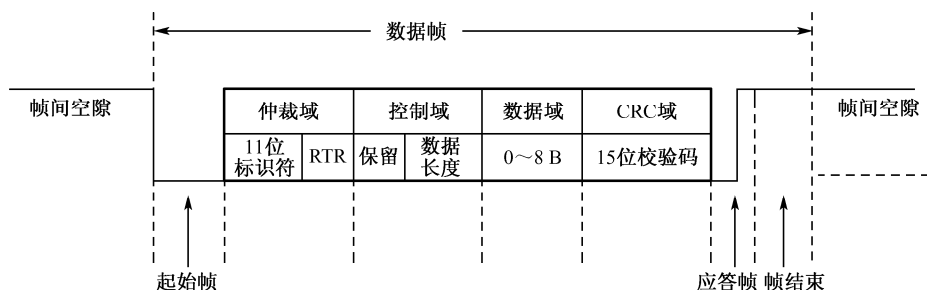 数据帧
帧间空隙
仲裁域
控制域
数据域
CRC域
帧间空隙
11位
标识符
RTR
保留
数据
长度
0～8 B
15位校验码
起始帧
应答帧
帧结束